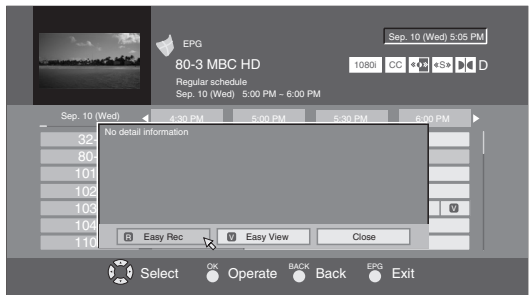 Sep. 10 (Wed) 5:05 PM
EPG
80-3 MBC HD
1080i CC «S» D
Regular schedule
Sep. 10 (Wed) 5:00 PM ~ 6:00 PM
Sep. 10 (Wed) 4:30 PM 5:00 PM 5:30 PM 6:00 PM
No detail information
32-
80-
101
102
103 V
104
110
R Easy Rec V Easy View Close
Select OK Operate BACK Back EPG Exit